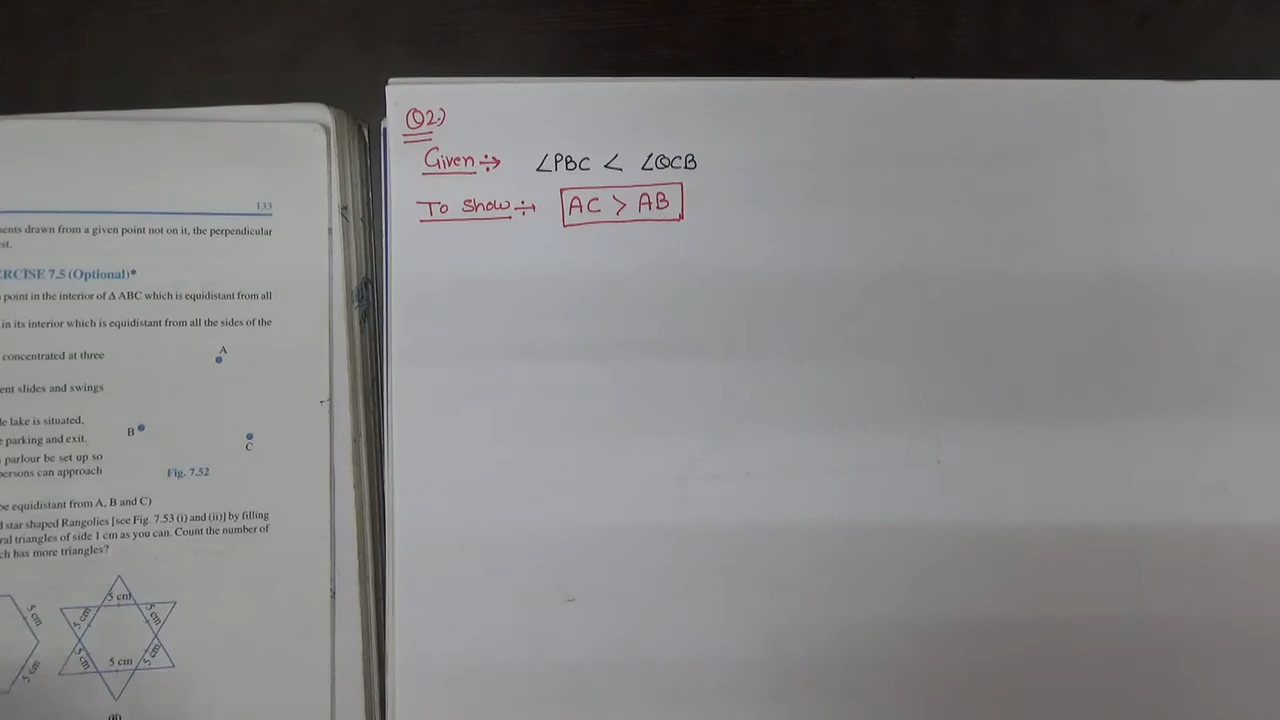 133
ents drawn from a given point not on it, the perpendicular
st.
ERCISE 7.5 (Optional)*
point in the interior of Δ ABC which is equidistant from all
in its interior which is equidistant from all the sides of the
concentrated at three
ent slides and swings
e lake is situated,
parking and exit.
parlour be set up so
persons can approach
A
B
C
Fig. 7.52
be equidistant from A, B and C)
star shaped Rangolies [see Fig. 7.53 (i) and (ii)] by filling
ral triangles of side 1 cm as you can. Count the number of
ch has more triangles?
5 cm
5 cm
5 cm
5 cm
5 cm
5 cm
5 cm
5 cm
(ii)
Q2.)
Given ÷> ∠PBC < ∠QCB
To show ÷> AC > AB